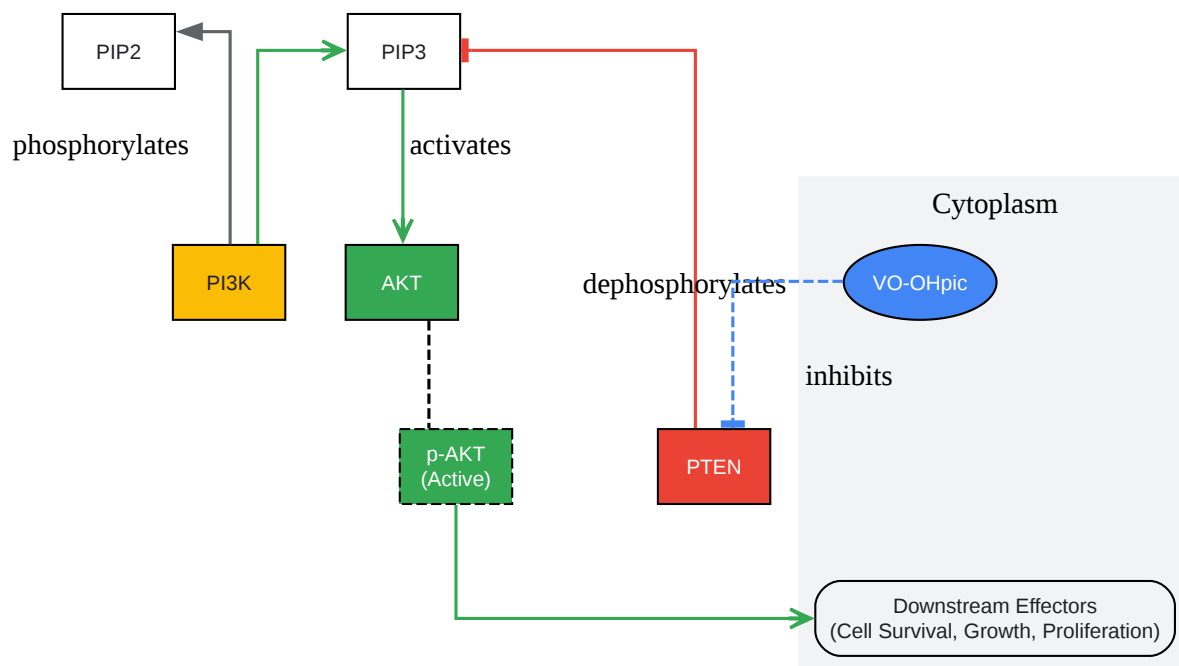 PIP2
PIP3
phosphorylates
activates
Cytoplasm
PI3K
AKT
dephosphorylates
VO-OHpic
inhibits
p-AKT
(Active)
PTEN
Downstream Effectors
(Cell Survival, Growth, Proliferation)